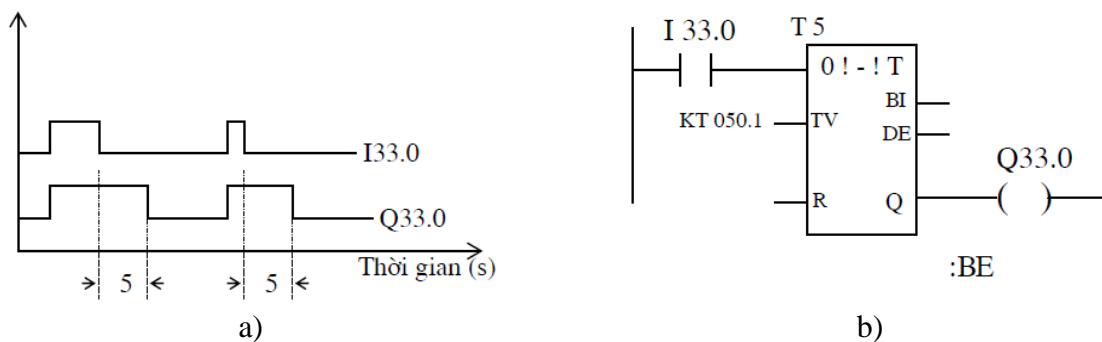 I33.0
Q33.0
Thời gian (s)
5
5
a)
I 33.0
T 5
0 ! - ! T
BI
KT 050.1
TV
DE
Q33.0
R
Q
( )
:BE
b)